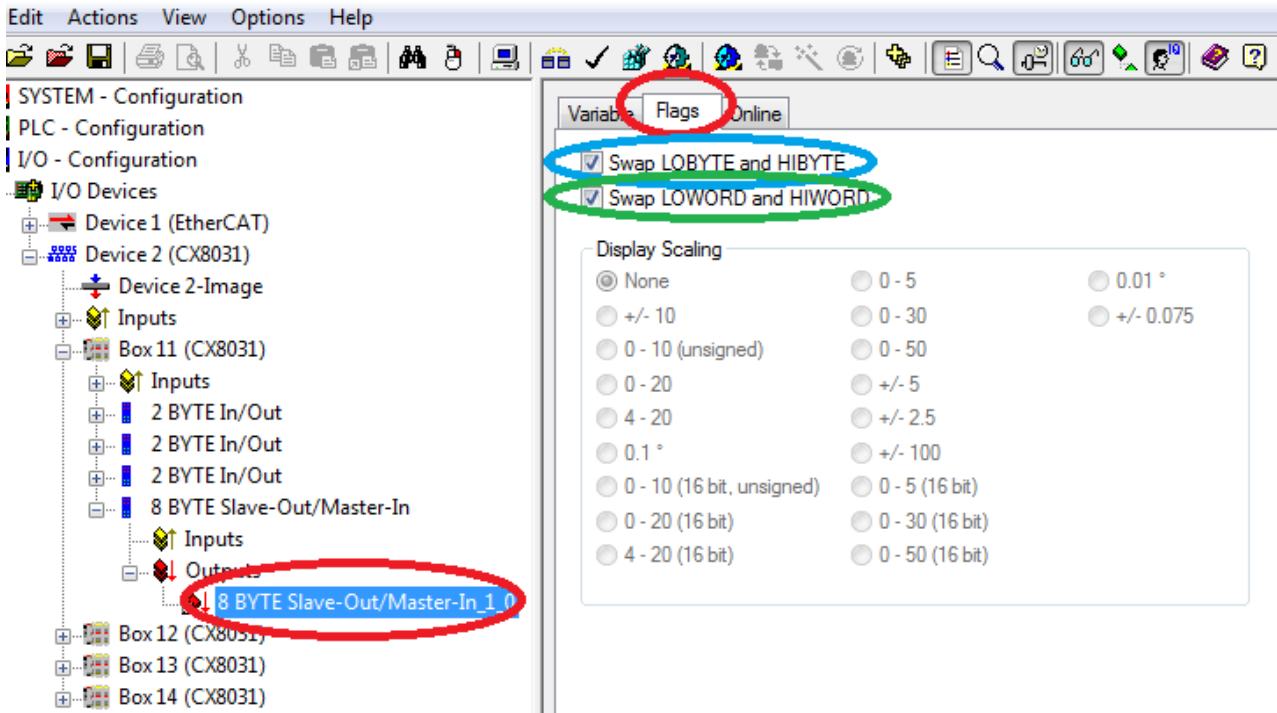 Edit Actions View Options Help
SYSTEM - Configuration
PLC - Configuration
I/O - Configuration
I/O Devices
Device 1 (EtherCAT)
Device 2 (CX8031)
Device 2-Image
Inputs
Box 11 (CX8031)
Inputs
2 BYTE In/Out
2 BYTE In/Out
2 BYTE In/Out
8 BYTE Slave-Out/Master-In
Inputs
Outputs
8 BYTE Slave-Out/Master-In_1_0
Box 12 (CX8031)
Box 13 (CX8031)
Box 14 (CX8031)
Variable Flags Online
Swap LOBYTE and HIBYTE
Swap LOWORD and HIWORD
Display Scaling
None 0 - 5 0.01 °
+/- 10 0 - 30 +/- 0.075
0 - 10 (unsigned) 0 - 50
0 - 20 +/- 5
4 - 20 +/- 2.5
0.1 ° +/- 100
0 - 10 (16 bit, unsigned) 0 - 5 (16 bit)
0 - 20 (16 bit) 0 - 30 (16 bit)
4 - 20 (16 bit) 0 - 50 (16 bit)